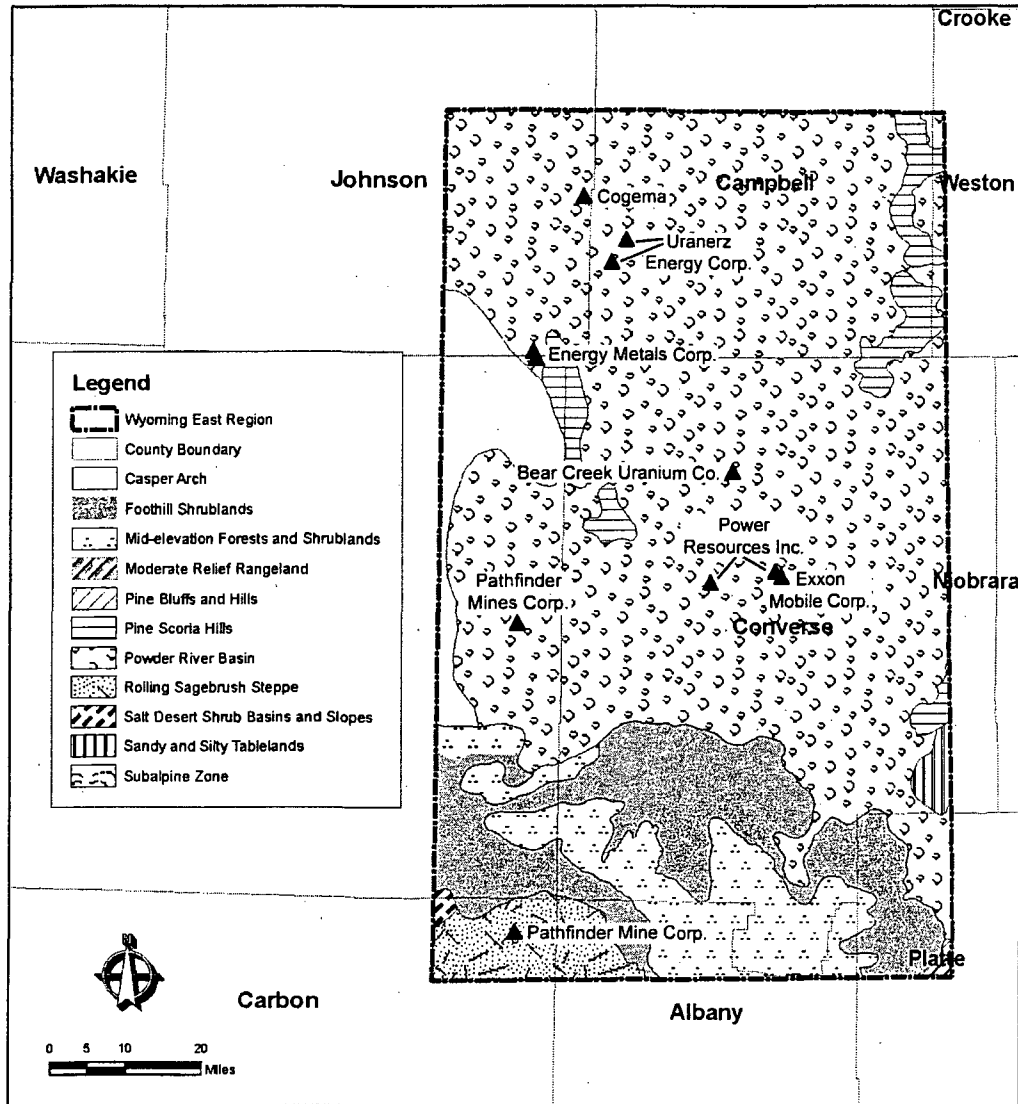 Crooke
Washakie
Johnson
Campbell
Weston
Cogema
Uranerz
Energy Corp.
Energy Metals Corp.
Legend
Wyoming East Region
County Boundary
Casper Arch
Foothill Shrublands
Mid-elevation Forests and Shrublands
Moderate Relief Rangeland
Pine Bluffs and Hills
Pine Scoria Hills
Powder River Basin
Rolling Sagebrush Steppe
Salt Desert Shrub Basins and Slopes
Sandy and Silty Tablelands
Subalpine Zone
Bear Creek Uranium Co.
Power
Resources Inc.
Pathfinder
Mines Corp.
Exxon
Mobile Corp.
Niobrara
Converse
Pathfinder Mine Corp.
Platte
N
Carbon
Albany
0 5 10 20
Miles